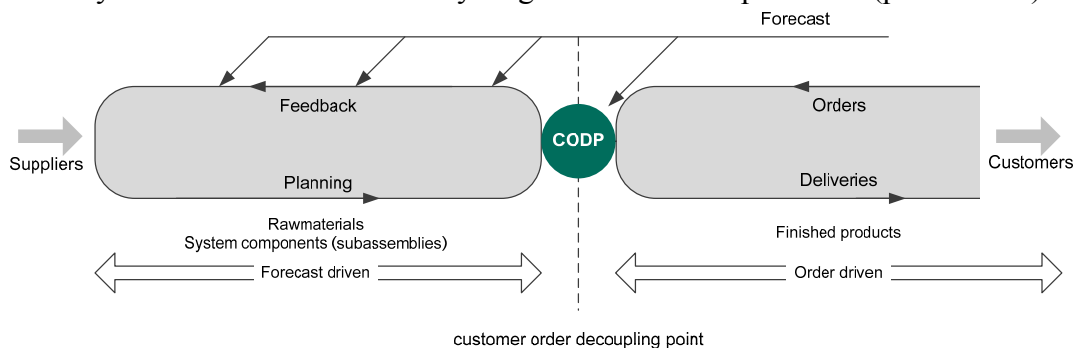 Forecast
Feedback
Orders
CODP
Suppliers
Customers
Planning
Deliveries
Rawmaterials
System components (subassemblies)
Finished products
Forecast driven
Order driven
customer order decoupling point